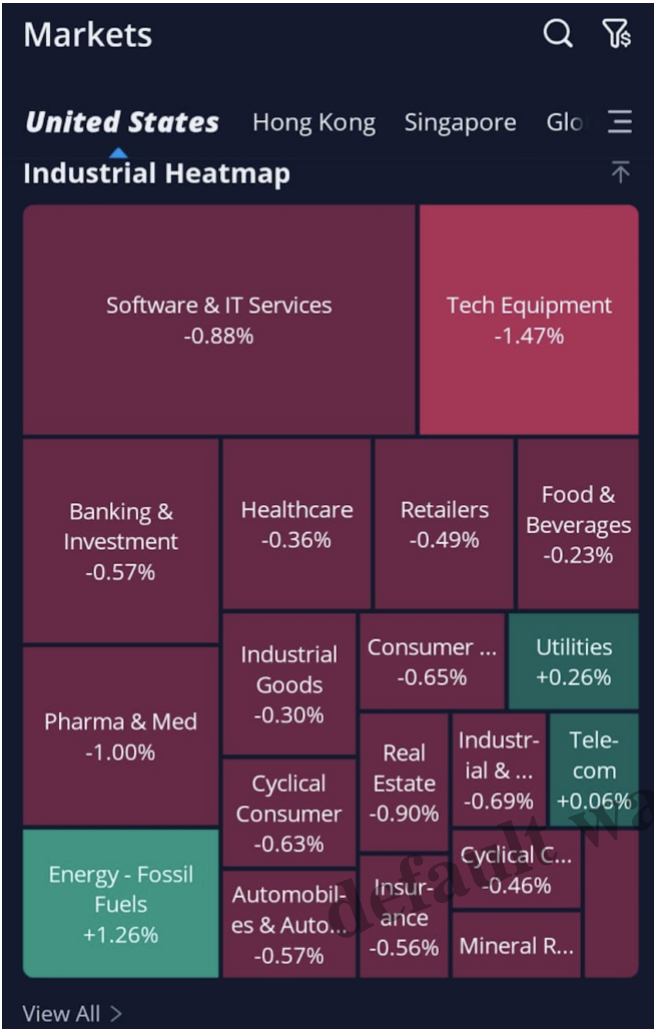 Markets
United States
Hong Kong
Singapore
Glo
Industrial Heatmap
Software & IT Services
-0.88%
Tech Equipment
-1.47%
Banking &
Investment
-0.57%
Healthcare
-0.36%
Retailers
-0.49%
Food &
Beverages
-0.23%
Pharma & Med
-1.00%
Industrial
Goods
-0.30%
Consumer ...
-0.65%
Utilities
+0.26%
Real
Estate
-0.90%
Industr-
ial & ...
-0.69%
Tele-
com
+0.06%
Cyclical
Consumer
-0.63%
Energy - Fossil
Fuels
+1.26%
Automobil-
es & Auto...
-0.57%
Insur-
ance
-0.56%
Cyclical C...
-0.46%
Mineral R...
View All >
default wa